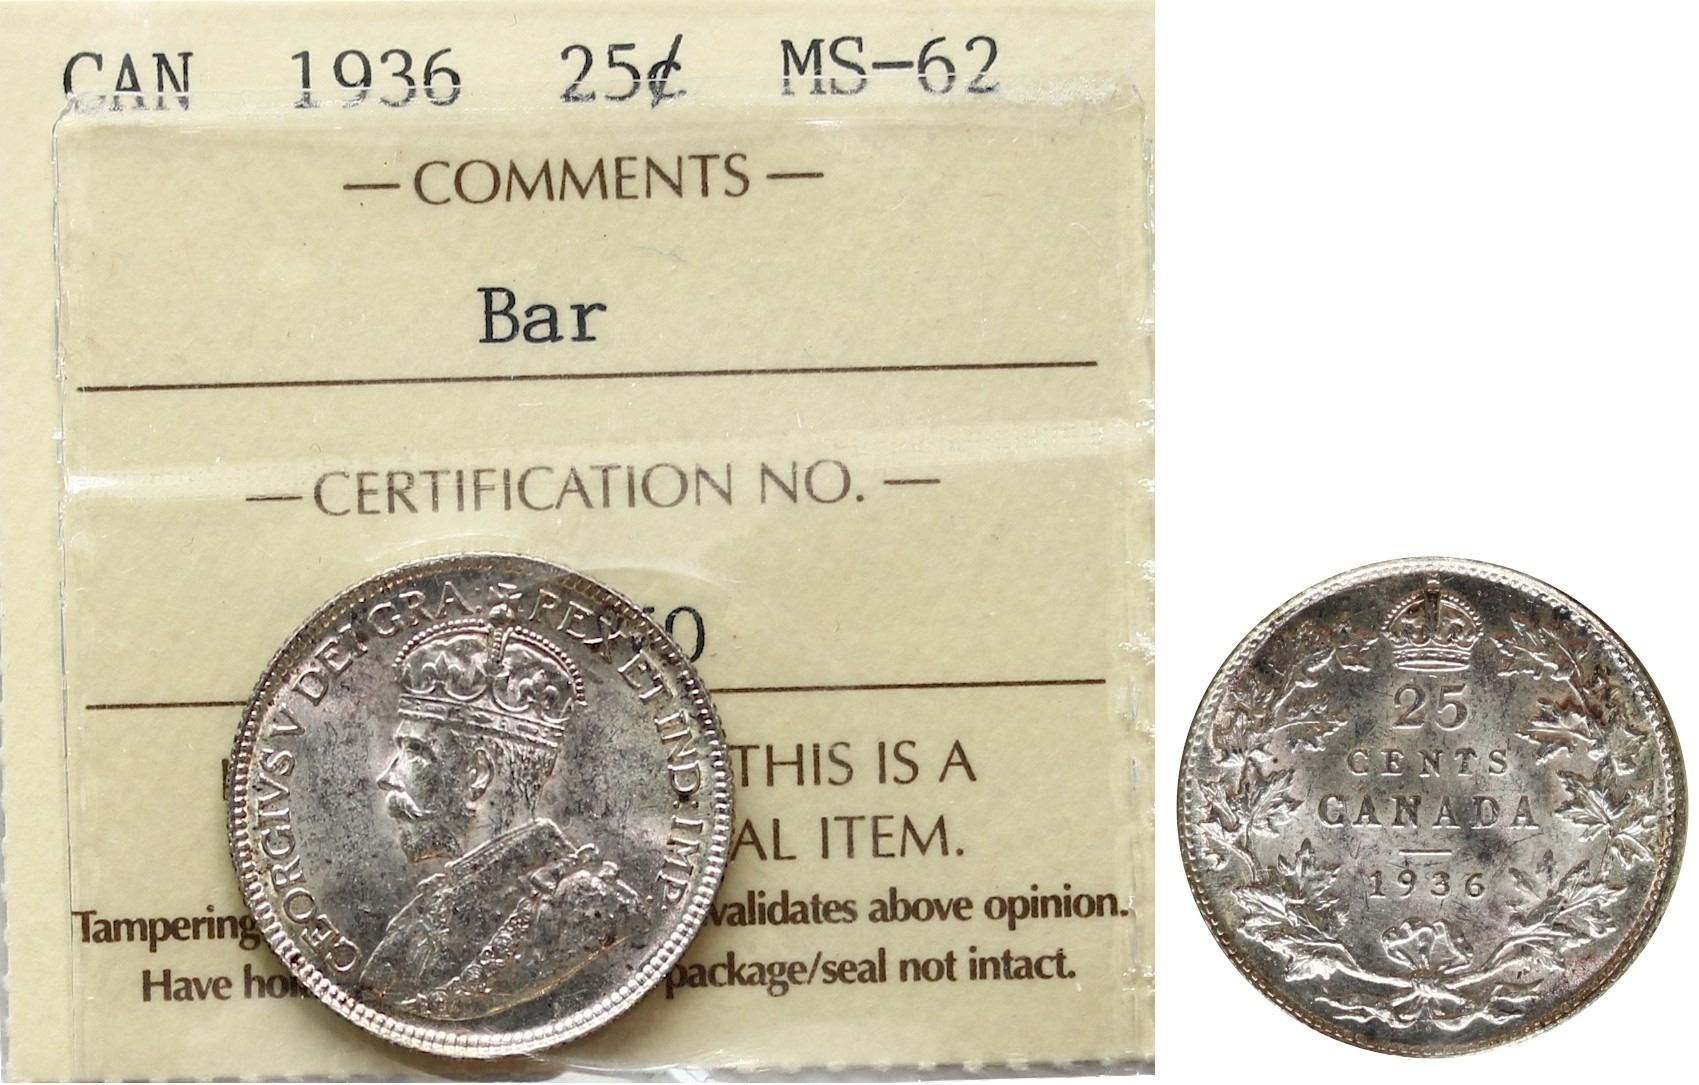 CAN 1936 25¢ MS-62
— COMMENTS —
Bar
— CERTIFICATION NO. —
0
THIS IS A
AL ITEM.
Tampering validates above opinion.
Have package/seal not intact.
GEORGIVS V DEI GRA: REX ET IND: IMP:
25
CENTS
CANADA
1936